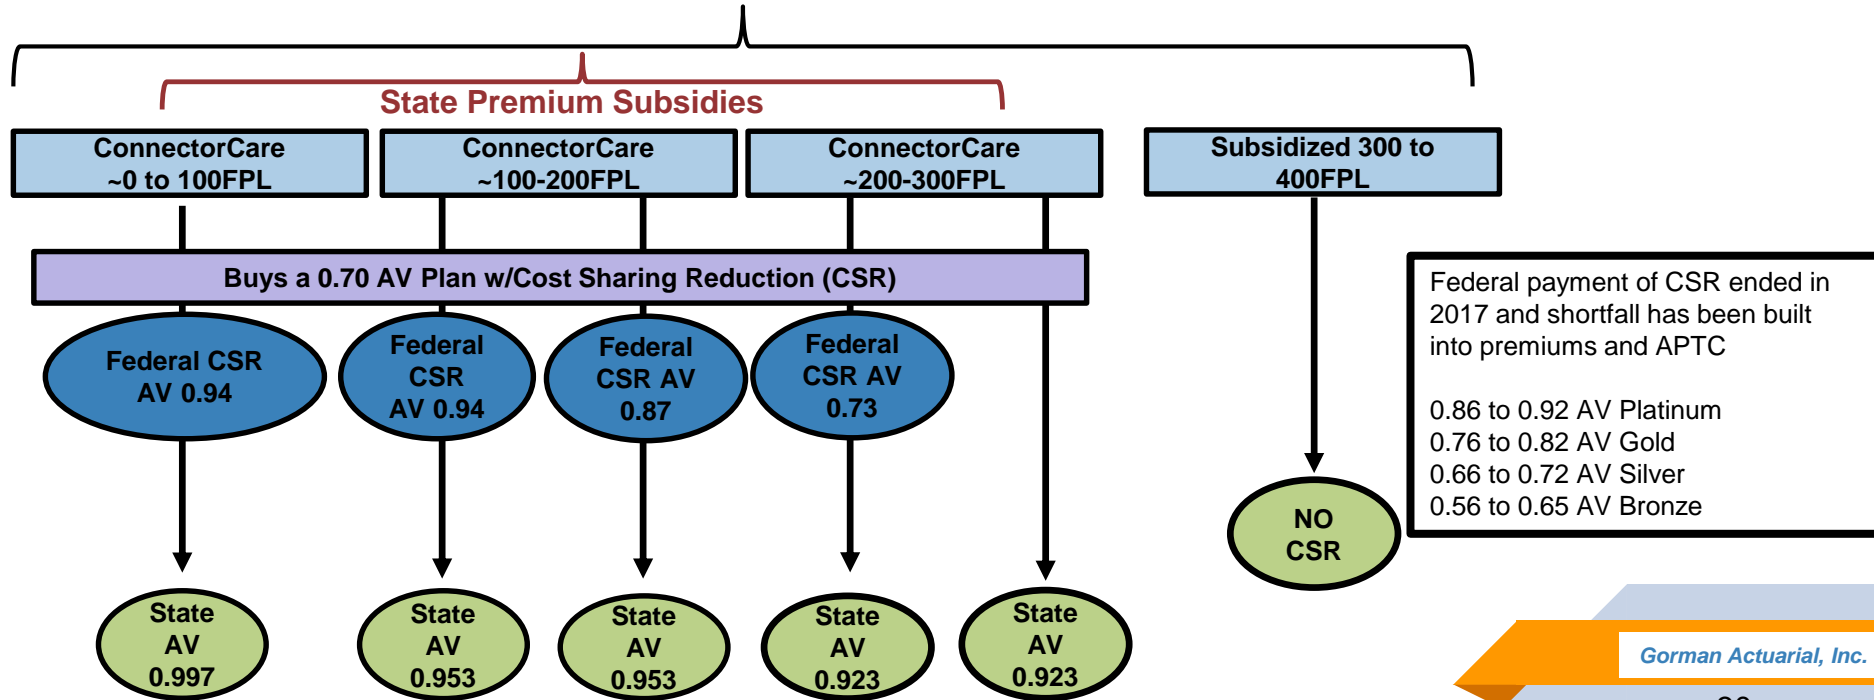 State Premium Subsidies
ConnectorCare
~0 to 100FPL
ConnectorCare
~100-200FPL
ConnectorCare
~200-300FPL
Subsidized 300 to
400FPL
Buys a 0.70 AV Plan w/Cost Sharing Reduction (CSR)
Federal CSR
AV 0.94
Federal
CSR
AV 0.94
Federal
CSR AV
0.87
Federal
CSR AV
0.73
Federal payment of CSR ended in
2017 and shortfall has been built
into premiums and APTC
0.86 to 0.92 AV Platinum
0.76 to 0.82 AV Gold
0.66 to 0.72 AV Silver
0.56 to 0.65 AV Bronze
NO
CSR
State
AV
0.997
State
AV
0.953
State
AV
0.953
State
AV
0.923
State
AV
0.923
Gorman Actuarial, Inc.